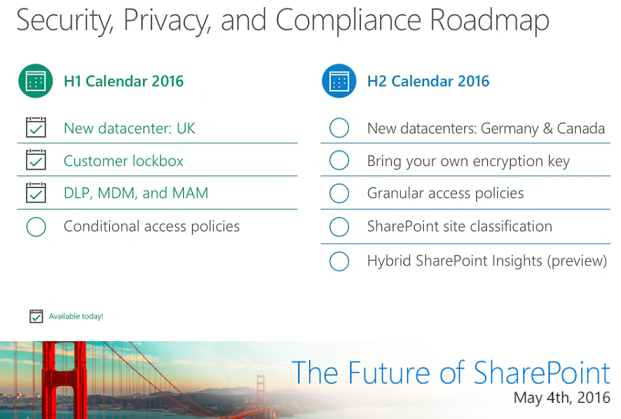 Security, Privacy, and Compliance Roadmap
H1 Calendar 2016
New datacenter: UK
Customer lockbox
DLP, MDM, and MAM
Conditional access policies
H2 Calendar 2016
New datacenters: Germany & Canada
Bring your own encryption key
Granular access policies
SharePoint site classification
Hybrid SharePoint Insights (preview)
Available today!
The Future of SharePoint
May 4th, 2016